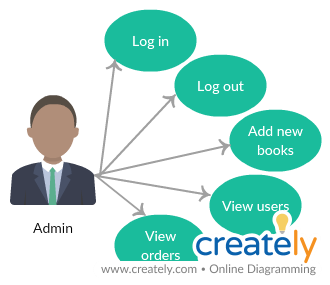 Log in
Log out
Add new
books
View users
Admin
View
orders
creately
www.creately.com • Online Diagramming